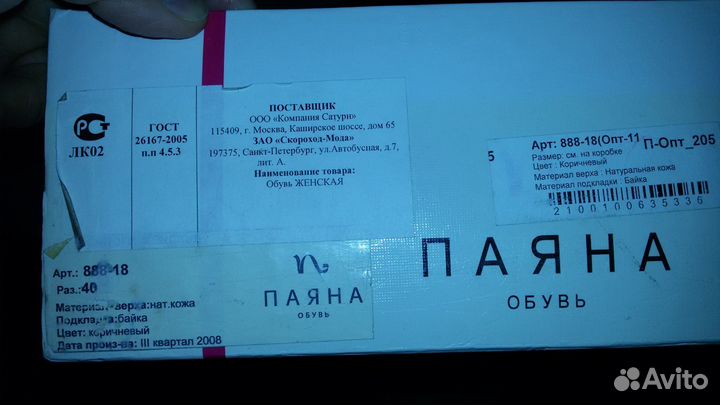 РСТ
ЛК02
ГОСТ
26167-2005
п.п 4.5.3
ПОСТАВЩИК
ООО «Компания Сатурн»
115409, г. Москва, Каширское шоссе, дом 65
ЗАО «Скороход-Мода»
197375, Санкт-Петербург, ул.Автобусная, д.7,
лит. А.
Наименование товара:
Обувь ЖЕНСКАЯ
5
Арт: 888-18(Опт-11
П-Опт_205
Размер: см. на коробке
Цвет : Коричневый
Материал верха : Натуральная кожа
Материал подкладки : Байка
2100100635336
ПАЯНА
ОБУВЬ
Арт.: 888-18
Раз.:40
Материал верха:нат.кожа
Подкладка:байка
Цвет: коричневый
Дата произ-ва: III квартал 2008
ПАЯНА
ОБУВЬ
Avito